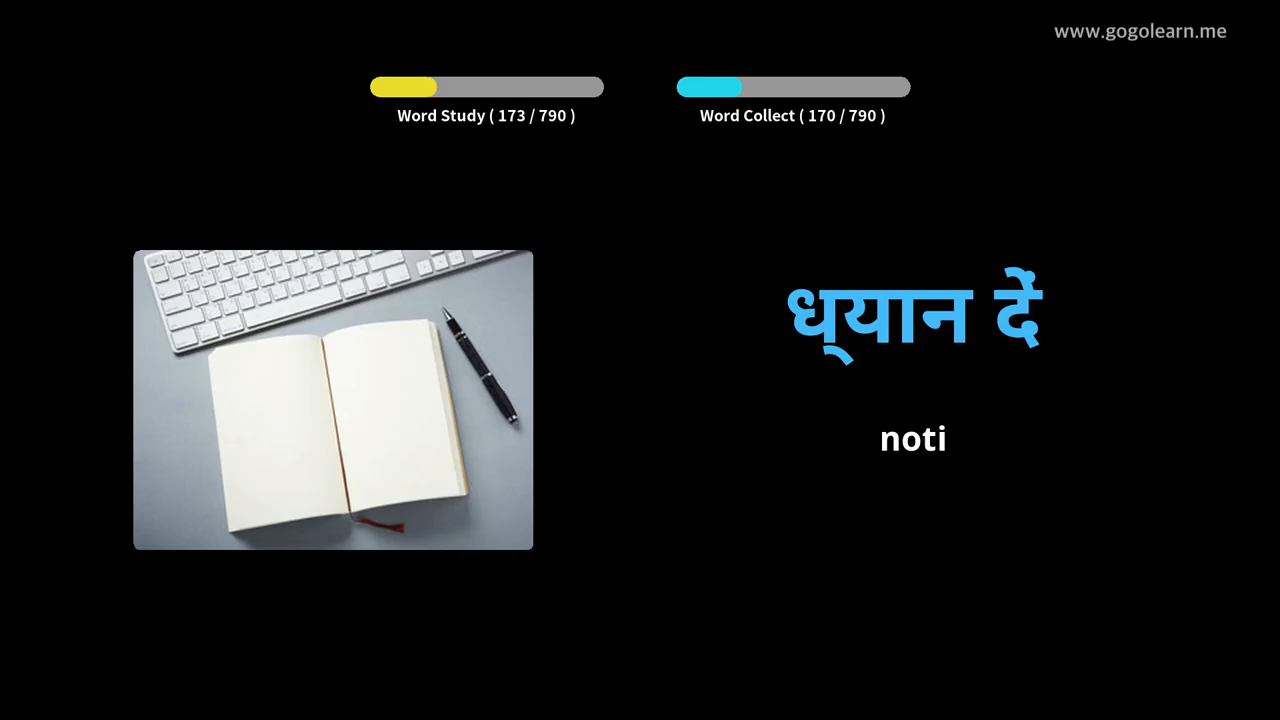 www.gogolearn.me
Word Study ( 173 / 790 )
Word Collect ( 170 / 790 )
ध्यान दें
noti